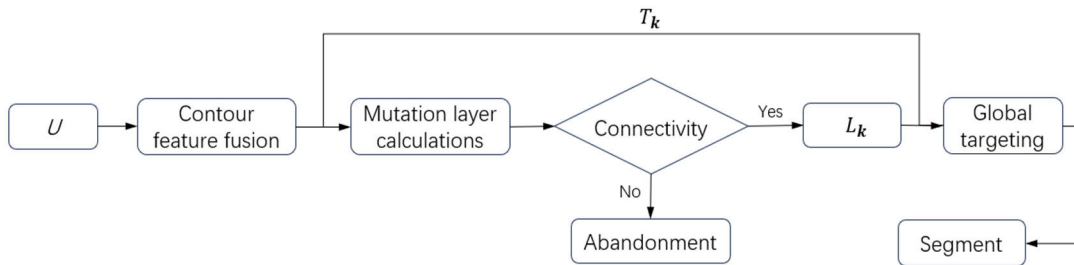 T_k
U
Contour
feature fusion
Mutation layer
calculations
Connectivity
Yes
L_k
Global
targeting
No
Abandonment
Segment